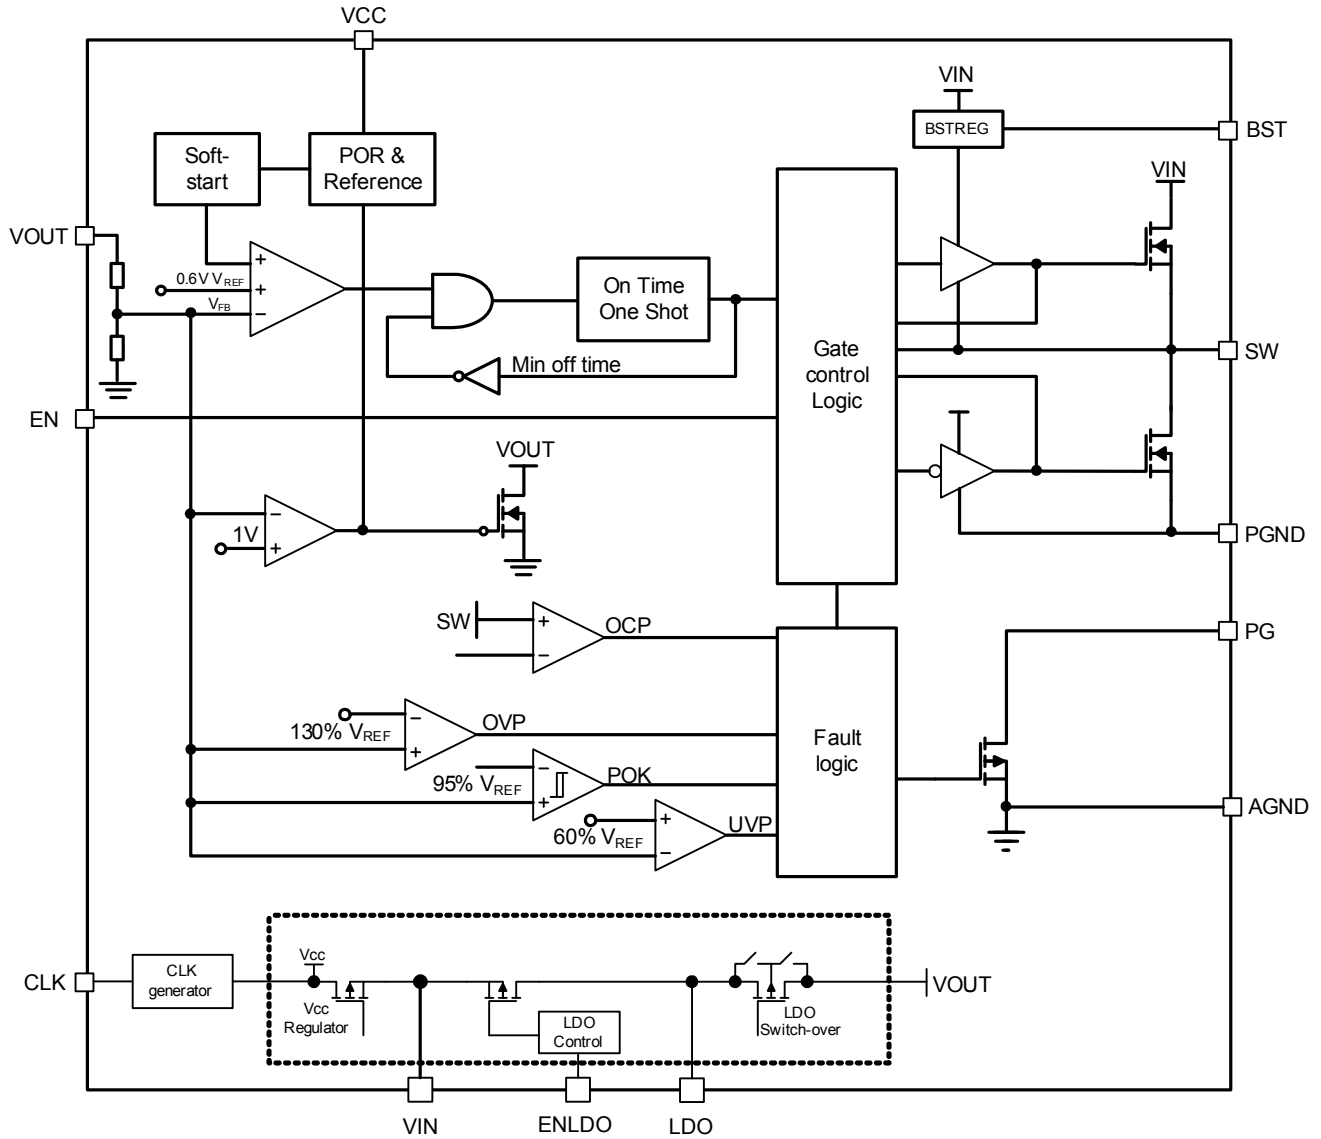 VCC
VIN
BSTREG
BST
Soft-
start
POR &
Reference
VIN
VOUT
0.6V VREF
+
+
VFB
−
On Time
One Shot
Min off time
Gate
control
Logic
SW
EN
VOUT
−
1V
+
PGND
SW
+
−
OCP
PG
130% VREF
−
+
OVP
Fault
logic
95% VREF
−
+
POK
60% VREF
+
−
UVP
AGND
CLK
CLK
generator
Vcc
Vcc
Regulator
LDO
Control
LDO
Switch-over
VOUT
VIN
ENLDO
LDO